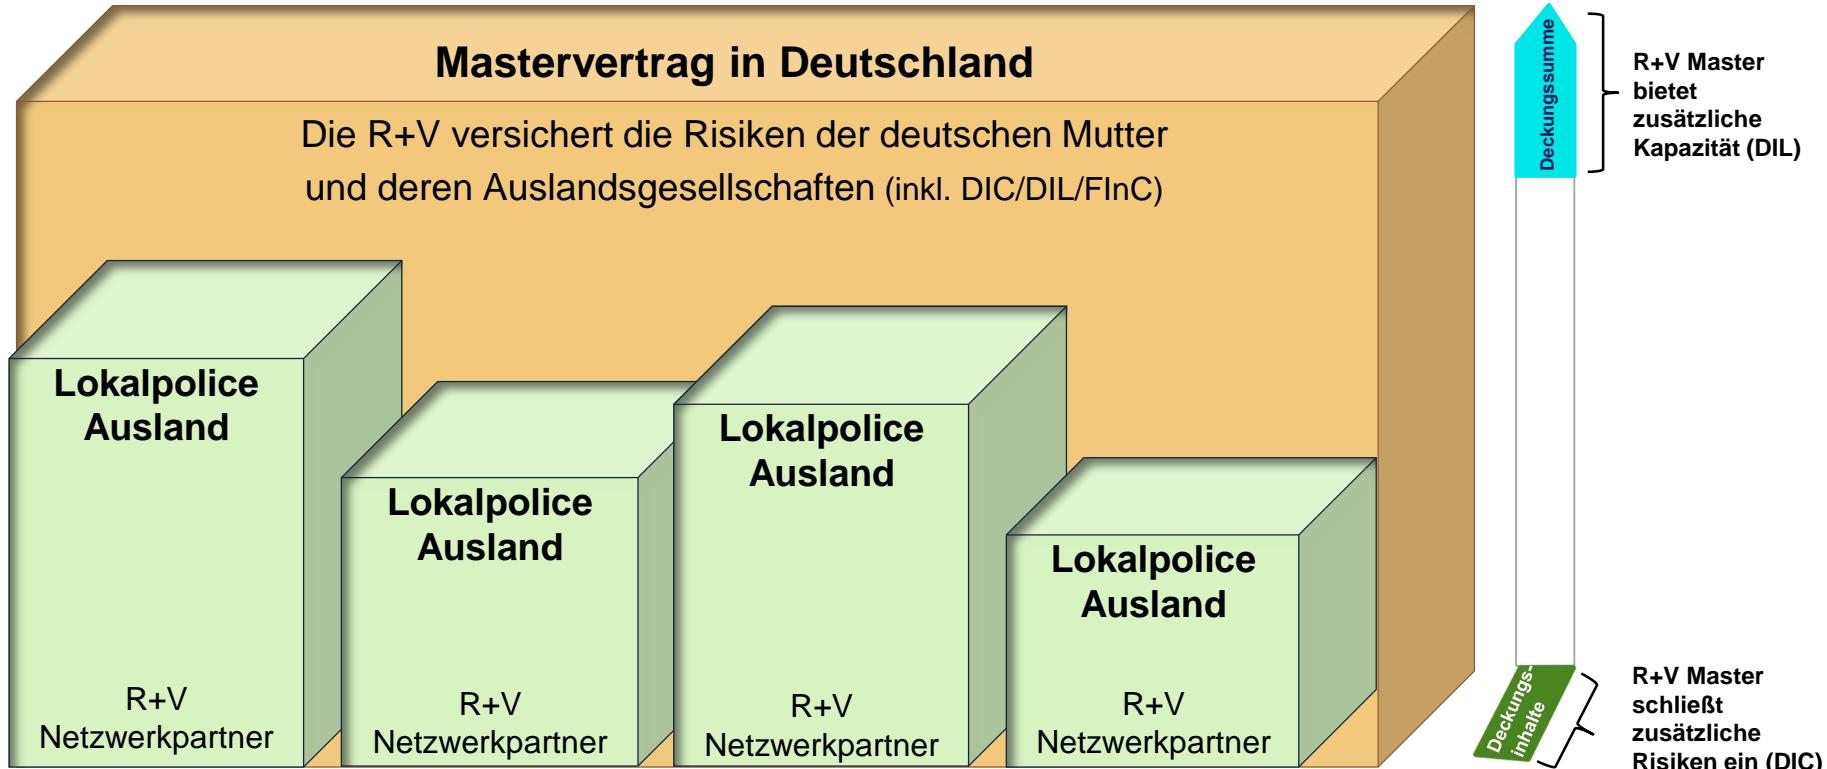 Mastervertrag in Deutschland
Die R+V versichert die Risiken der deutschen Mutter
und deren Auslandsgesellschaften (inkl. DIC/DIL/FInC)
Lokalpolice
Ausland
R+V
Netzwerkpartner
Lokalpolice
Ausland
R+V
Netzwerkpartner
Lokalpolice
Ausland
R+V
Netzwerkpartner
Lokalpolice
Ausland
R+V
Netzwerkpartner
Deckungssumme
R+V Master
bietet
zusätzliche
Kapazität (DIL)
Deckungs-
inhalte
R+V Master
schließt
zusätzliche
Risiken ein (DIC)